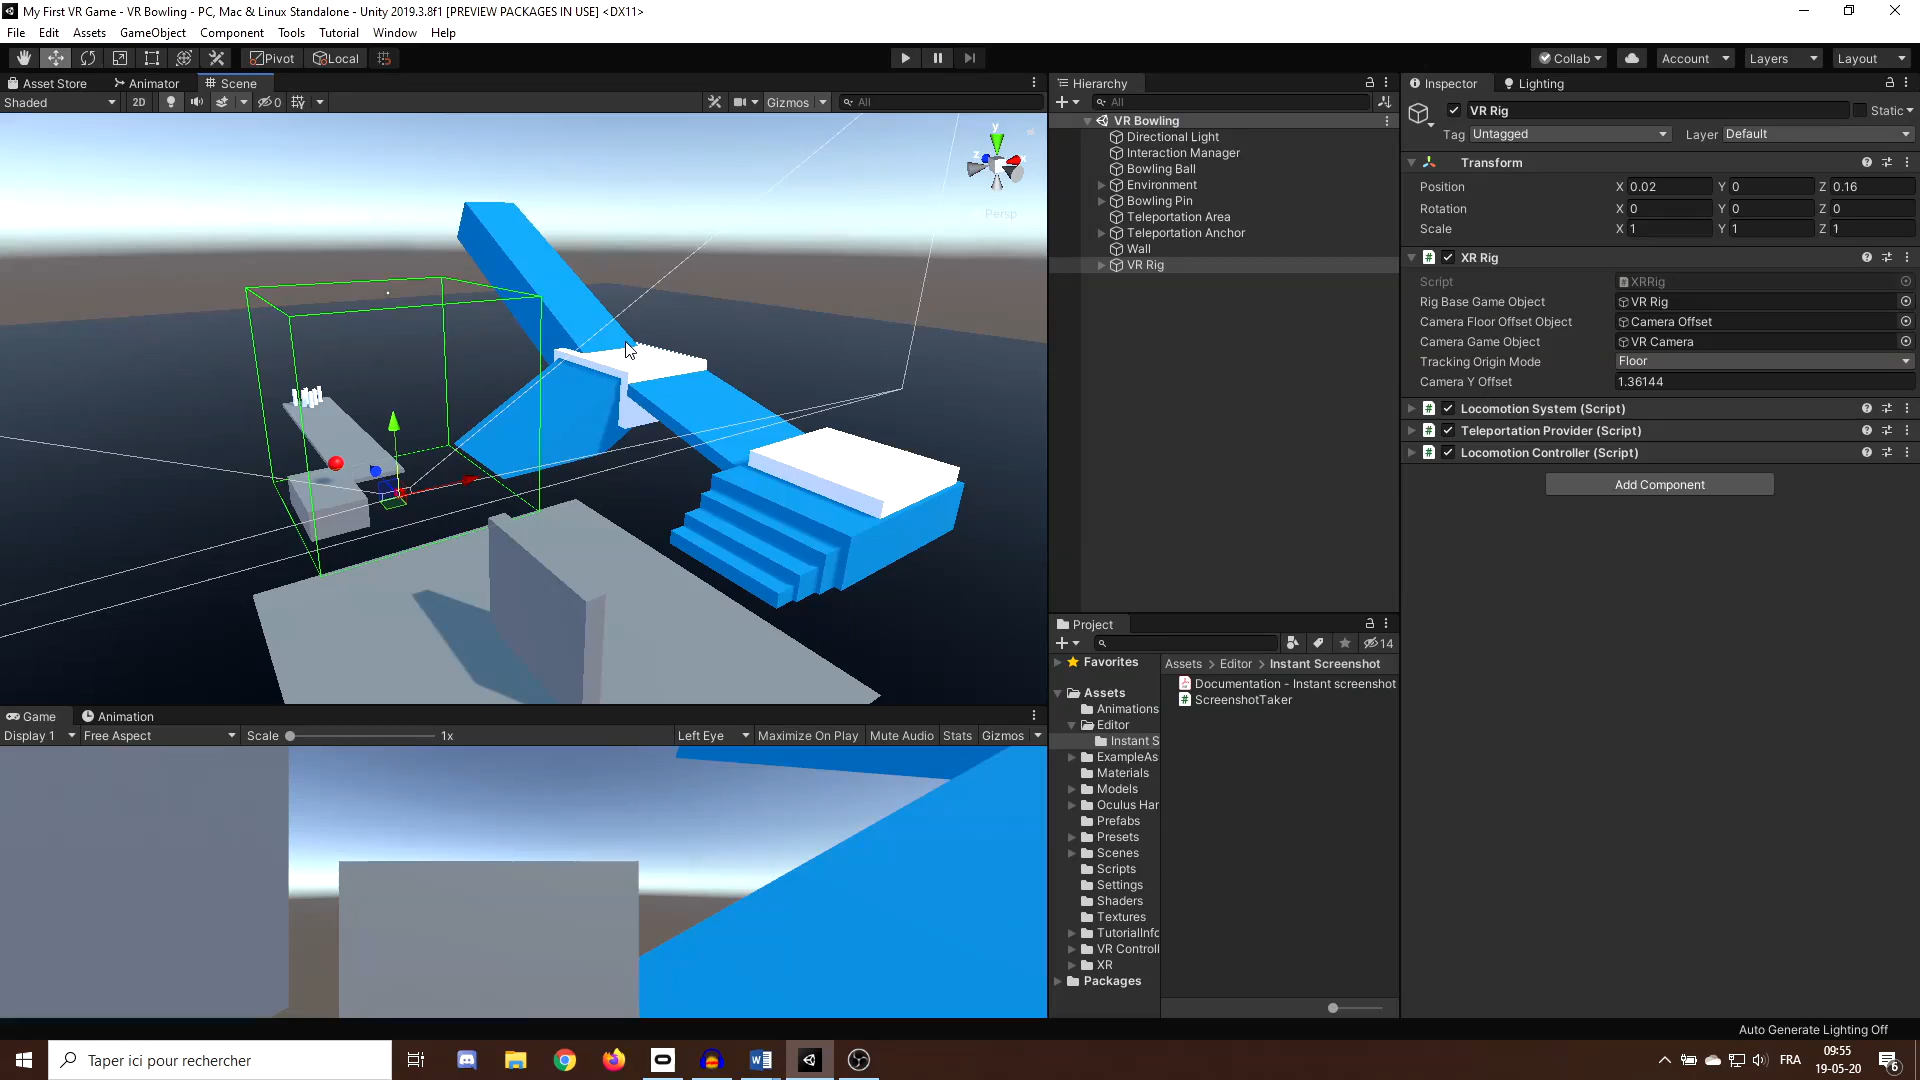 My First VR Game - VR Bowling - PC, Mac & Linux Standalone - Unity 2019.3.8f1 [PREVIEW PACKAGES IN USE] <DX11>
File Edit Assets GameObject Component Tools Tutorial Window Help
Pivot Local Collab Account Layers Layout
Asset Store Animator Scene
Shaded 2D 0 Gizmos All
y
z x
Persp
Hierarchy
All
VR Bowling
Directional Light
Interaction Manager
Bowling Ball
Environment
Bowling Pin
Teleportation Area
Teleportation Anchor
Wall
VR Rig
Inspector Lighting
VR Rig Static
Tag Untagged Layer Default
Transform
Position X 0.02 Y 0 Z 0.16
Rotation X 0 Y 0 Z 0
Scale X 1 Y 1 Z 1
XR Rig
Script XRRig
Rig Base Game Object VR Rig
Camera Floor Offset Object Camera Offset
Camera Game Object VR Camera
Tracking Origin Mode Floor
Camera Y Offset 1.36144
Locomotion System (Script)
Teleportation Provider (Script)
Locomotion Controller (Script)
Add Component
Project
14
Favorites
Assets
Animations
Editor
Instant S
ExampleAs
Materials
Models
Oculus Har
Prefabs
Presets
Scenes
Scripts
Settings
Shaders
Textures
TutorialInfo
VR Controll
XR
Packages
Assets > Editor > Instant Screenshot
Documentation - Instant screenshot
ScreenshotTaker
Game Animation
Display 1 Free Aspect Scale 1x Left Eye Maximize On Play Mute Audio Stats Gizmos
Auto Generate Lighting Off
Taper ici pour rechercher
FRA
09:55
19-05-20
6